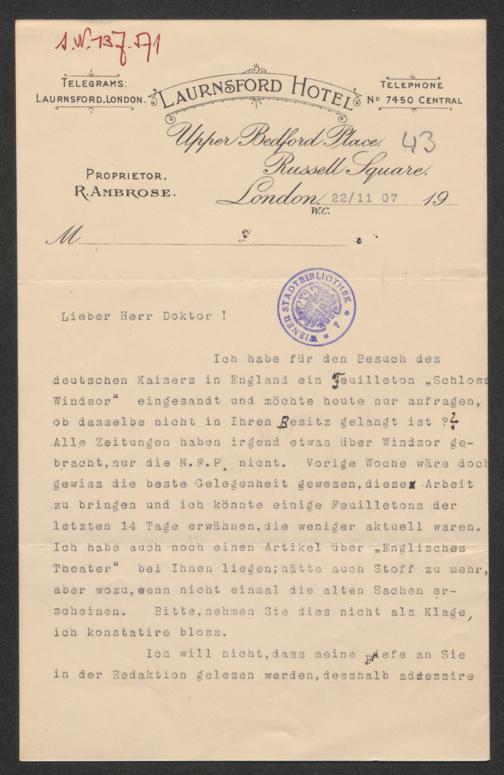 TELEGRAMS:
LAURNSFORD, LONDON.
LAURNSFORD HOTEL
TELEPHONE
No 7450 CENTRAL
Upper Bedford Place.
43
Russell Square.
PROPRIETOR.
R. AMBROSE.
London. 22/11 07 19
W.C.
M
WIENER STADTBIBLIOTHEK
Lieber Herr Doktor !
Ich habe für den Besuch des
deutschen Kaisers in England ein Feuilleton „Schloss
Windsor" eingesandt und möchte heute nur anfragen,
ob dasselbe nicht in Ihren Besitz gelangt ist ??
Alle Zeitungen haben irgend etwas über Windsor ge-
bracht,nur die N.F.P. nicht. Vorige Woche wäre doch
gewiss die beste Gelegenheit gewesen,diese Arbeit
zu bringen und ich könnte einige Feuilletons der
letzten 14 Tage erwähnen,die weniger aktuell waren.
Ich habe auch noch einen Artikel über „Englisches
Theater" bei Ihnen liegen;hätte auch Stoff zu mehr,
aber wozu,wenn nicht einmal die alten Sachen er-
scheinen. Bitte,nehmen Sie dies nicht als Klage,
ich konstatire bloss.
Ich will nicht,dass meine Briefe an Sie
in der Redaktion gelesen werden,desshalb addessire